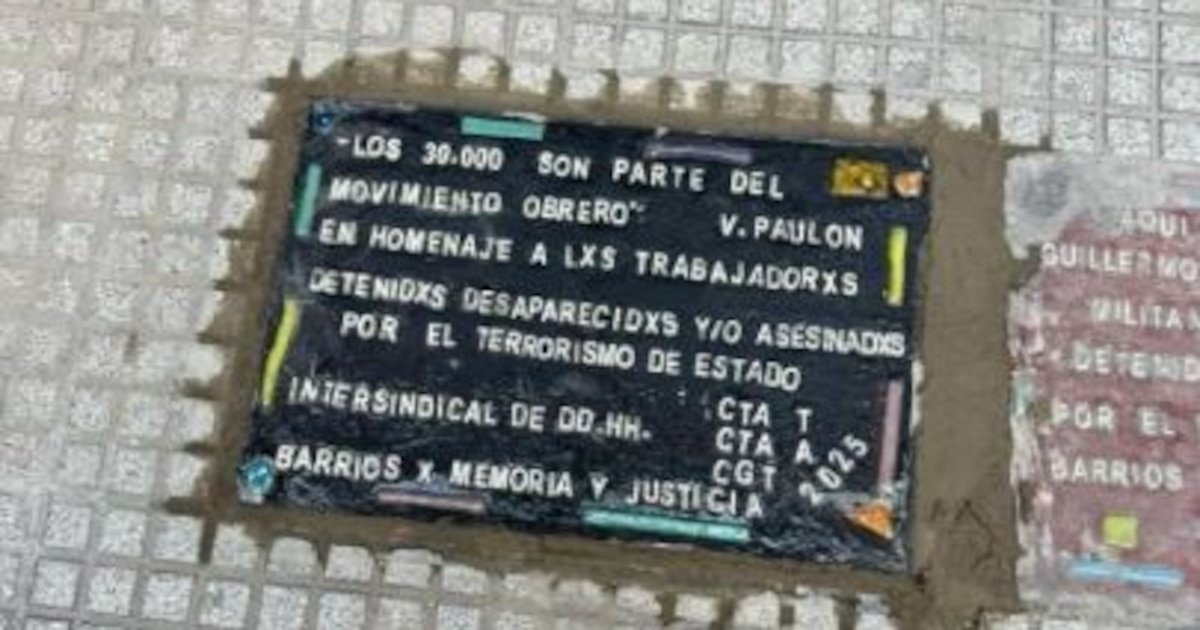 "LOS 30.000 SON PARTE DEL
MOVIMIENTO OBRERO" V. PAULON
EN HOMENAJE A LXS TRABAJADORXS
DETENIDXS DESAPARECIDXS Y/O ASESINADXS
POR EL TERRORISMO DE ESTADO
INTERSINDICAL DE DD.HH. CTA T
CTA A
CGT
2025
BARRIOS X MEMORIA Y JUSTICIA
AQUI
GUILLERMO
MILITA
DETENID
POR EL
BARRIOS